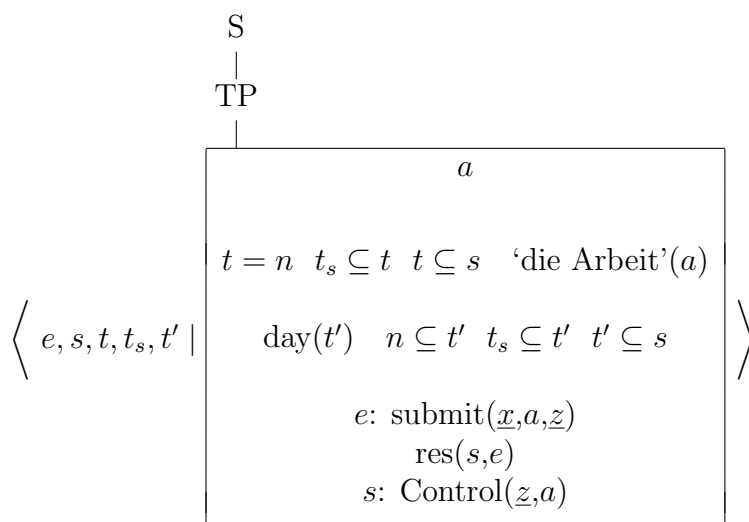 S
TP
a
t = n t_s ⊆ t t ⊆ s ‘die Arbeit’(a)
⟨ e, s, t, t_s, t′ | day(t′) n ⊆ t′ t_s ⊆ t′ t′ ⊆ s ⟩
e: submit(x,a,z)
res(s,e)
s: Control(z,a)